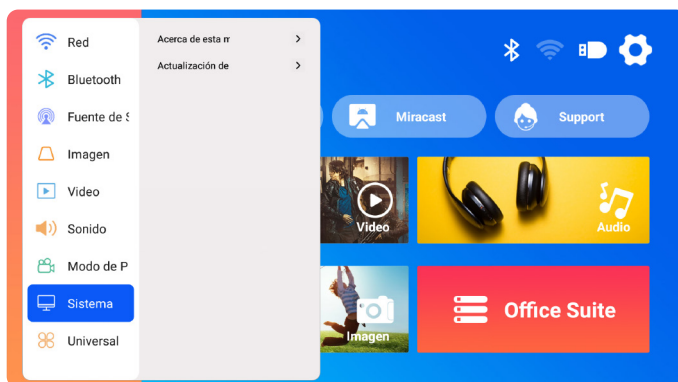 Red
Bluetooth
Fuente de S
Imagen
Video
Sonido
Modo de P
Sistema
Universal
Acerca de esta m
Actualización de
Miracast
Support
Video
Audio
Imagen
Office Suite